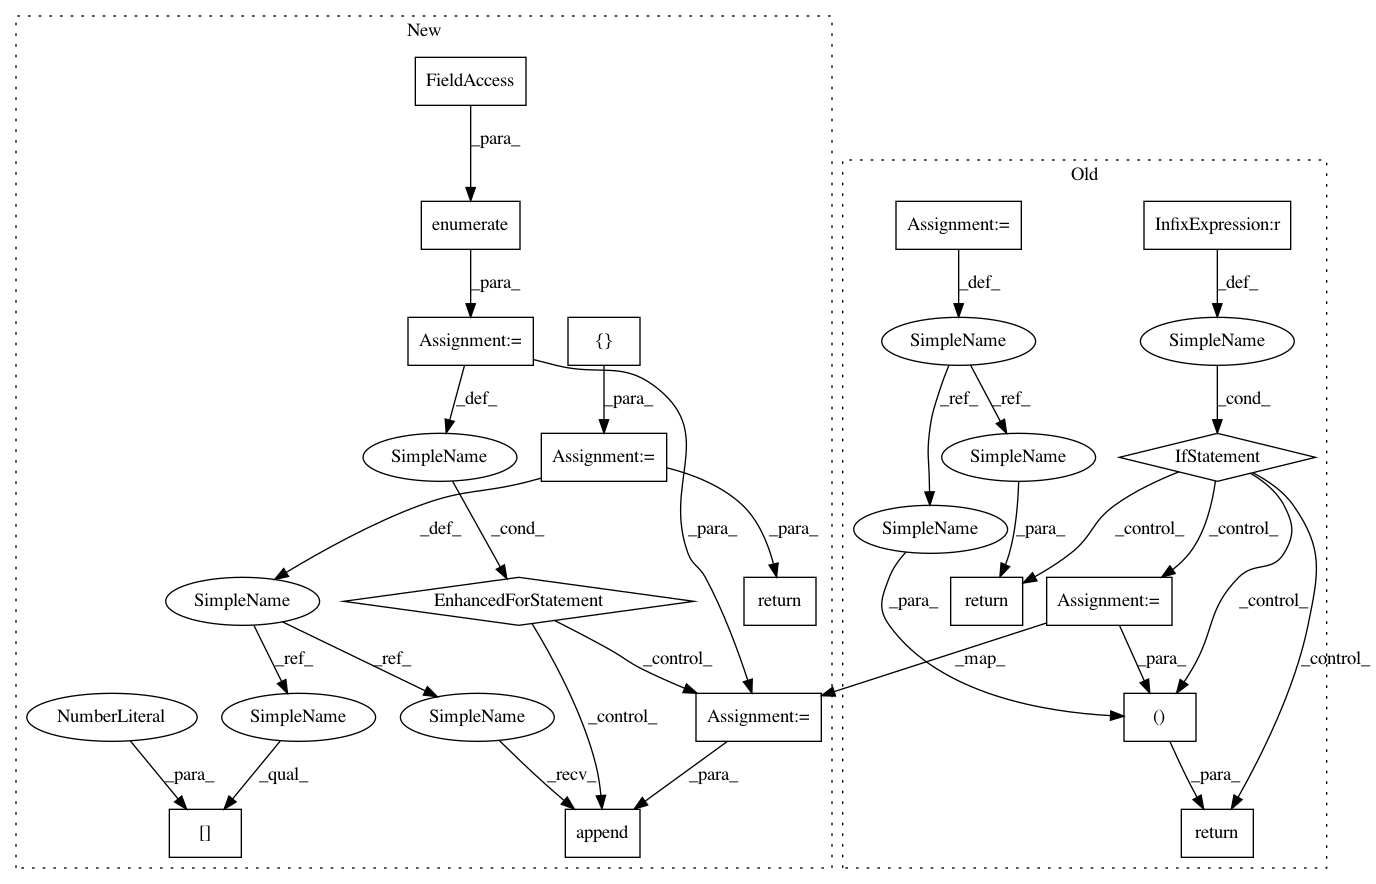 New
FieldAccess
_para_
Old
enumerate
Assignment:=
InfixExpression:r
_para_
_def_
_def_
Assignment:=
{}
SimpleName
SimpleName
_def_
_para_
_ref_
_ref_
_cond_
SimpleName
Assignment:=
SimpleName
IfStatement
_def_
_cond_
_para_
_para_
SimpleName
_para_
_control_
_control_
SimpleName
EnhancedForStatement
return
return
Assignment:=
_para_
_control_
_ref_
_ref_
_control_
_map_
_para_
_control_
NumberLiteral
SimpleName
SimpleName
_control_
Assignment:=
()
_para_
_qual_
_recv_
_para_
_para_
[]
append
return